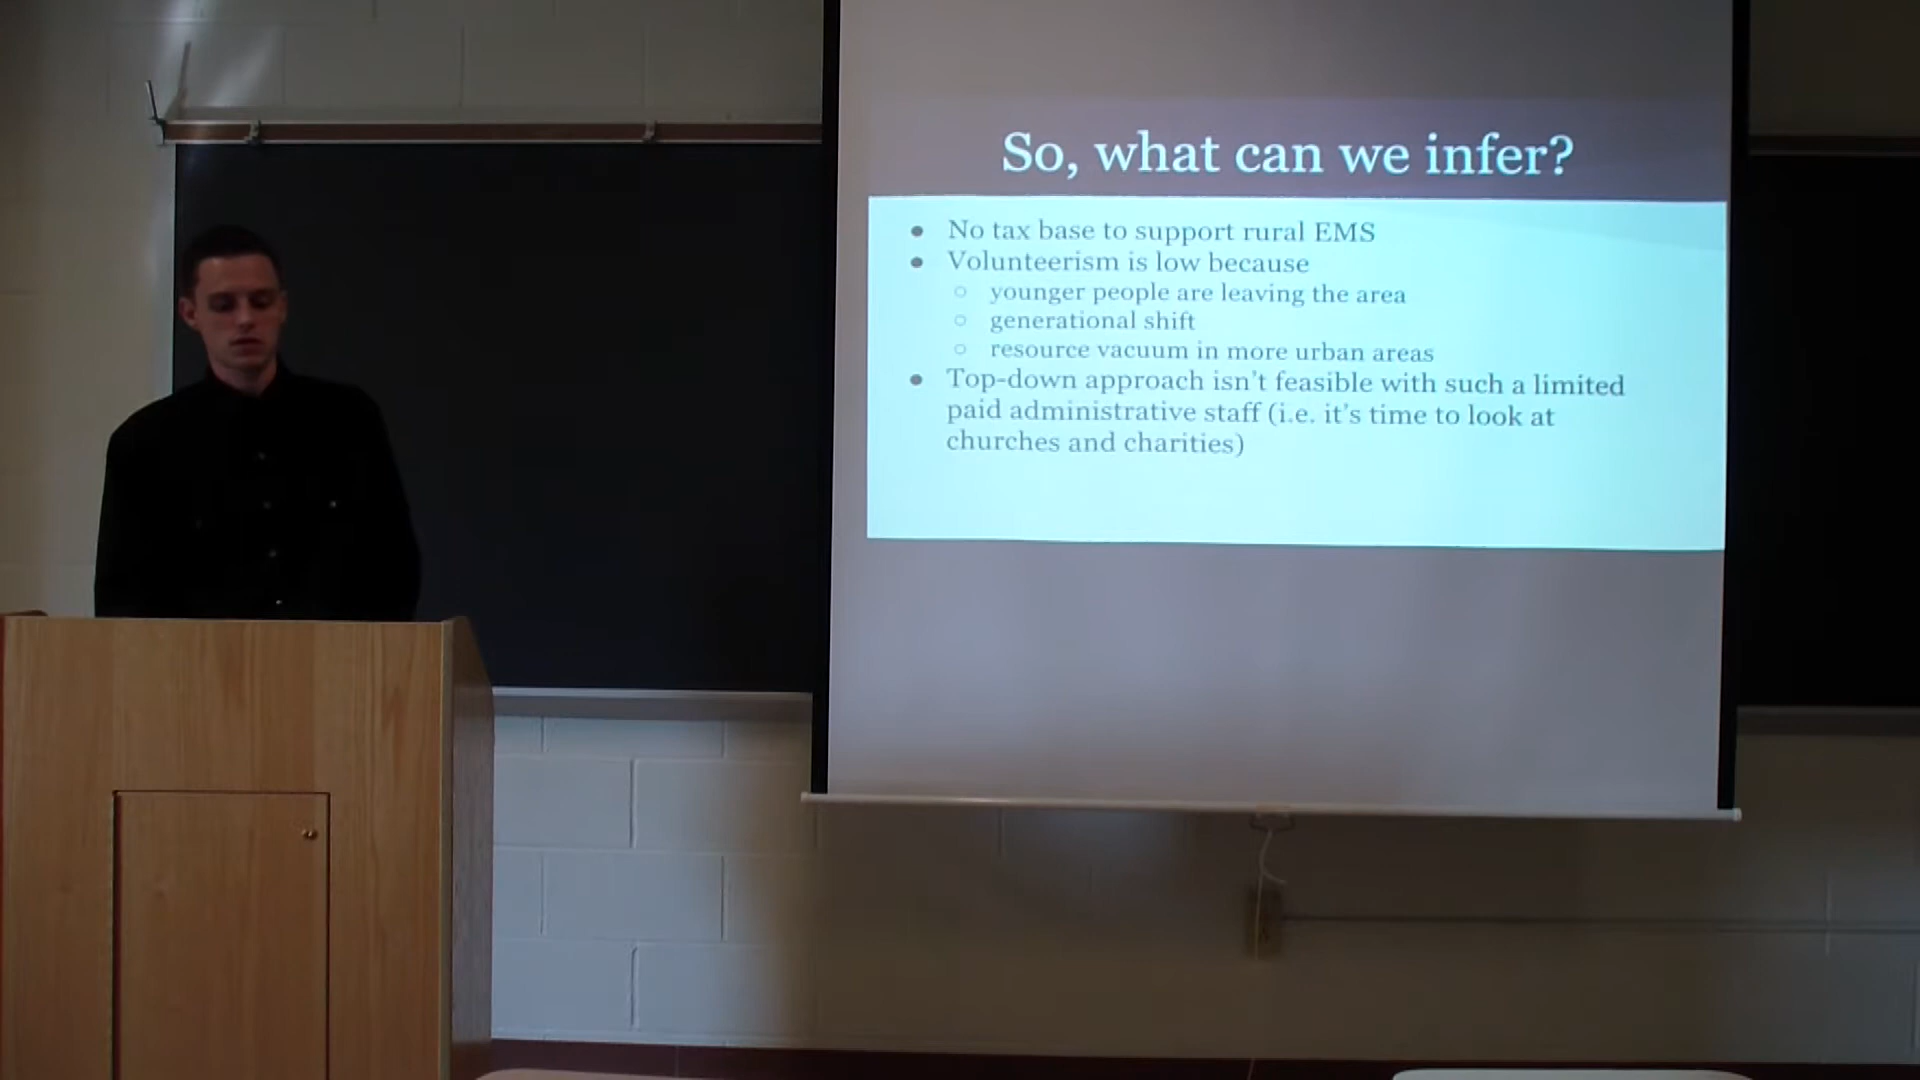 So, what can we infer?
● No tax base to support rural EMS
● Volunteerism is low because
○ younger people are leaving the area
○ generational shift
○ resource vacuum in more urban areas
● Top-down approach isn't feasible with such a limited
paid administrative staff (i.e. it's time to look at
churches and charities)